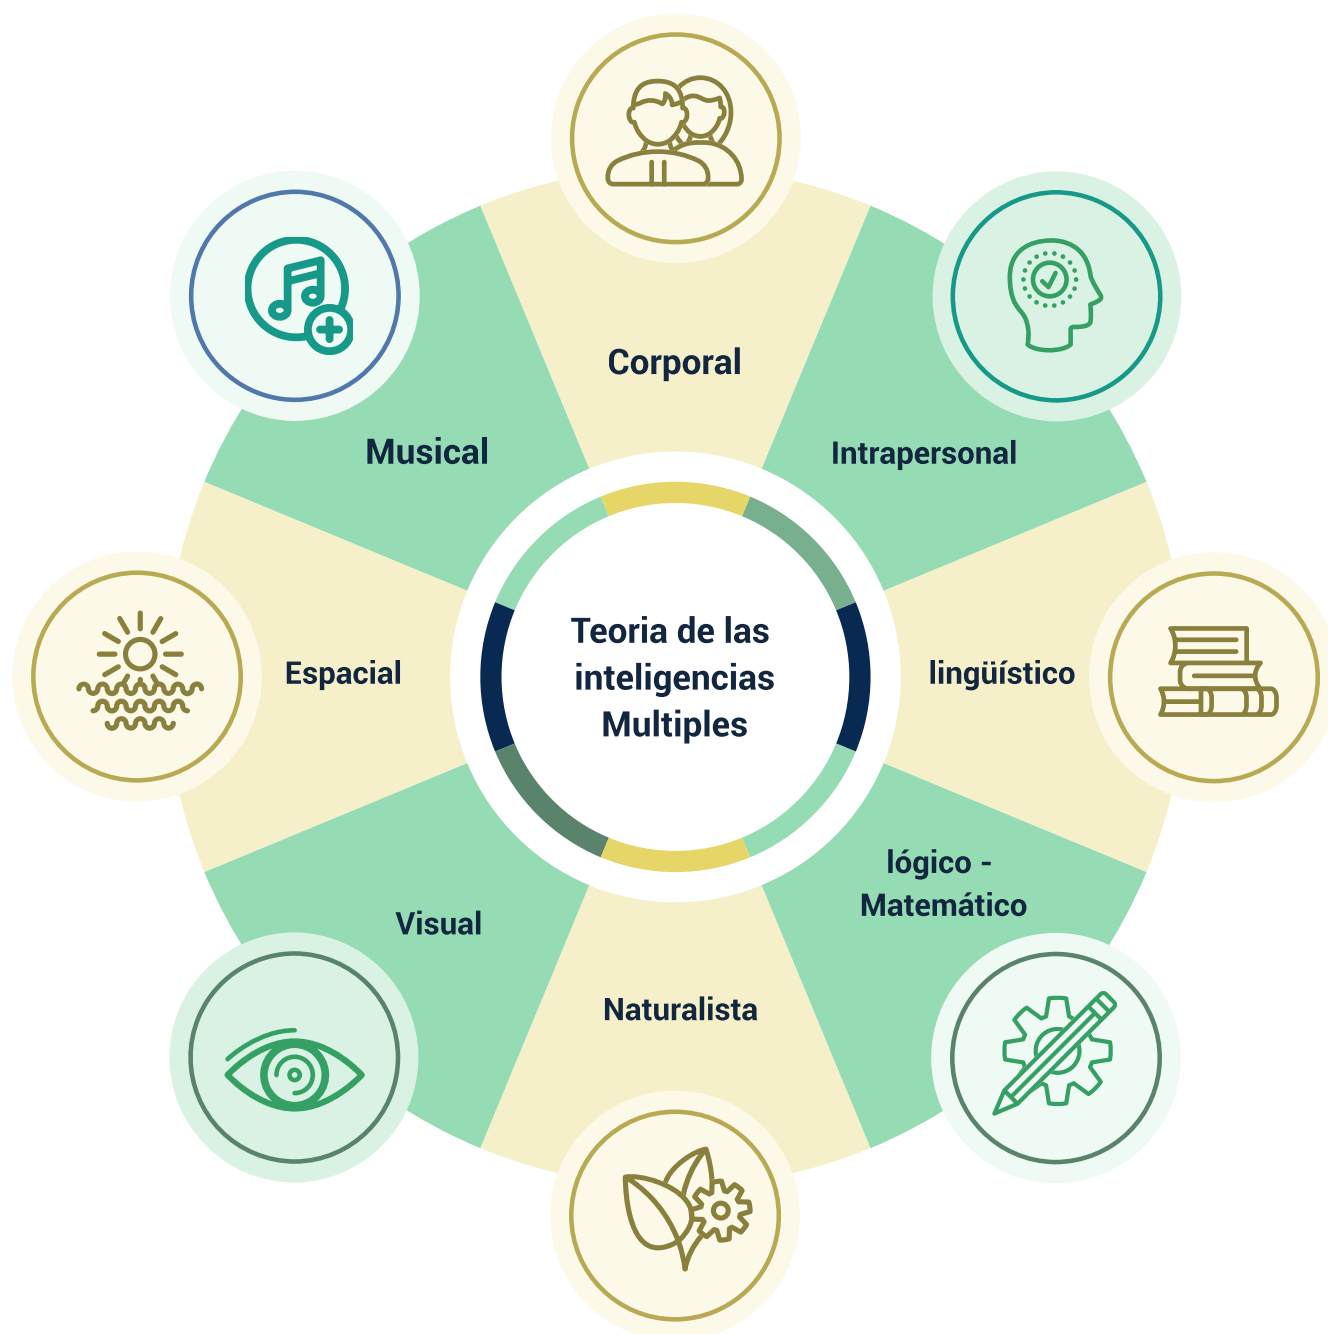 Corporal
Musical
Intrapersonal
Espacial
Teoria de las
inteligencias
Multiples
lingüístico
lógico -
Matemático
Visual
Naturalista